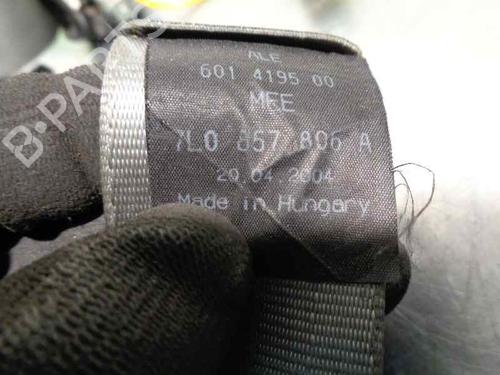 ALE
601 4195 00
MEE
7L0 857 806 A
20.04.2004
Made in Hungary
B-PARTS